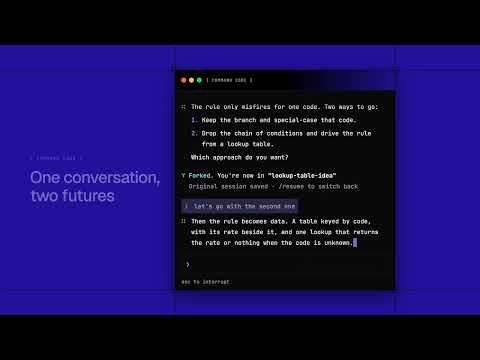 [ COMMAND CODE ]
One conversation,
two futures
[ COMMAND CODE ]
The rule only misfires for one code. Two ways to go:
1. Keep the branch and special-case that code.
2. Drop the chain of conditions and drive the rule
from a lookup table.
Which approach do you want?
Y Forked. You're now in "lookup-table-idea"
Original session saved · /resume to switch back
❯ let's go with the second one
Then the rule becomes data. A table keyed by code,
with its rate beside it, and one lookup that returns
the rate or nothing when the code is unknown.
❯
esc to interrupt